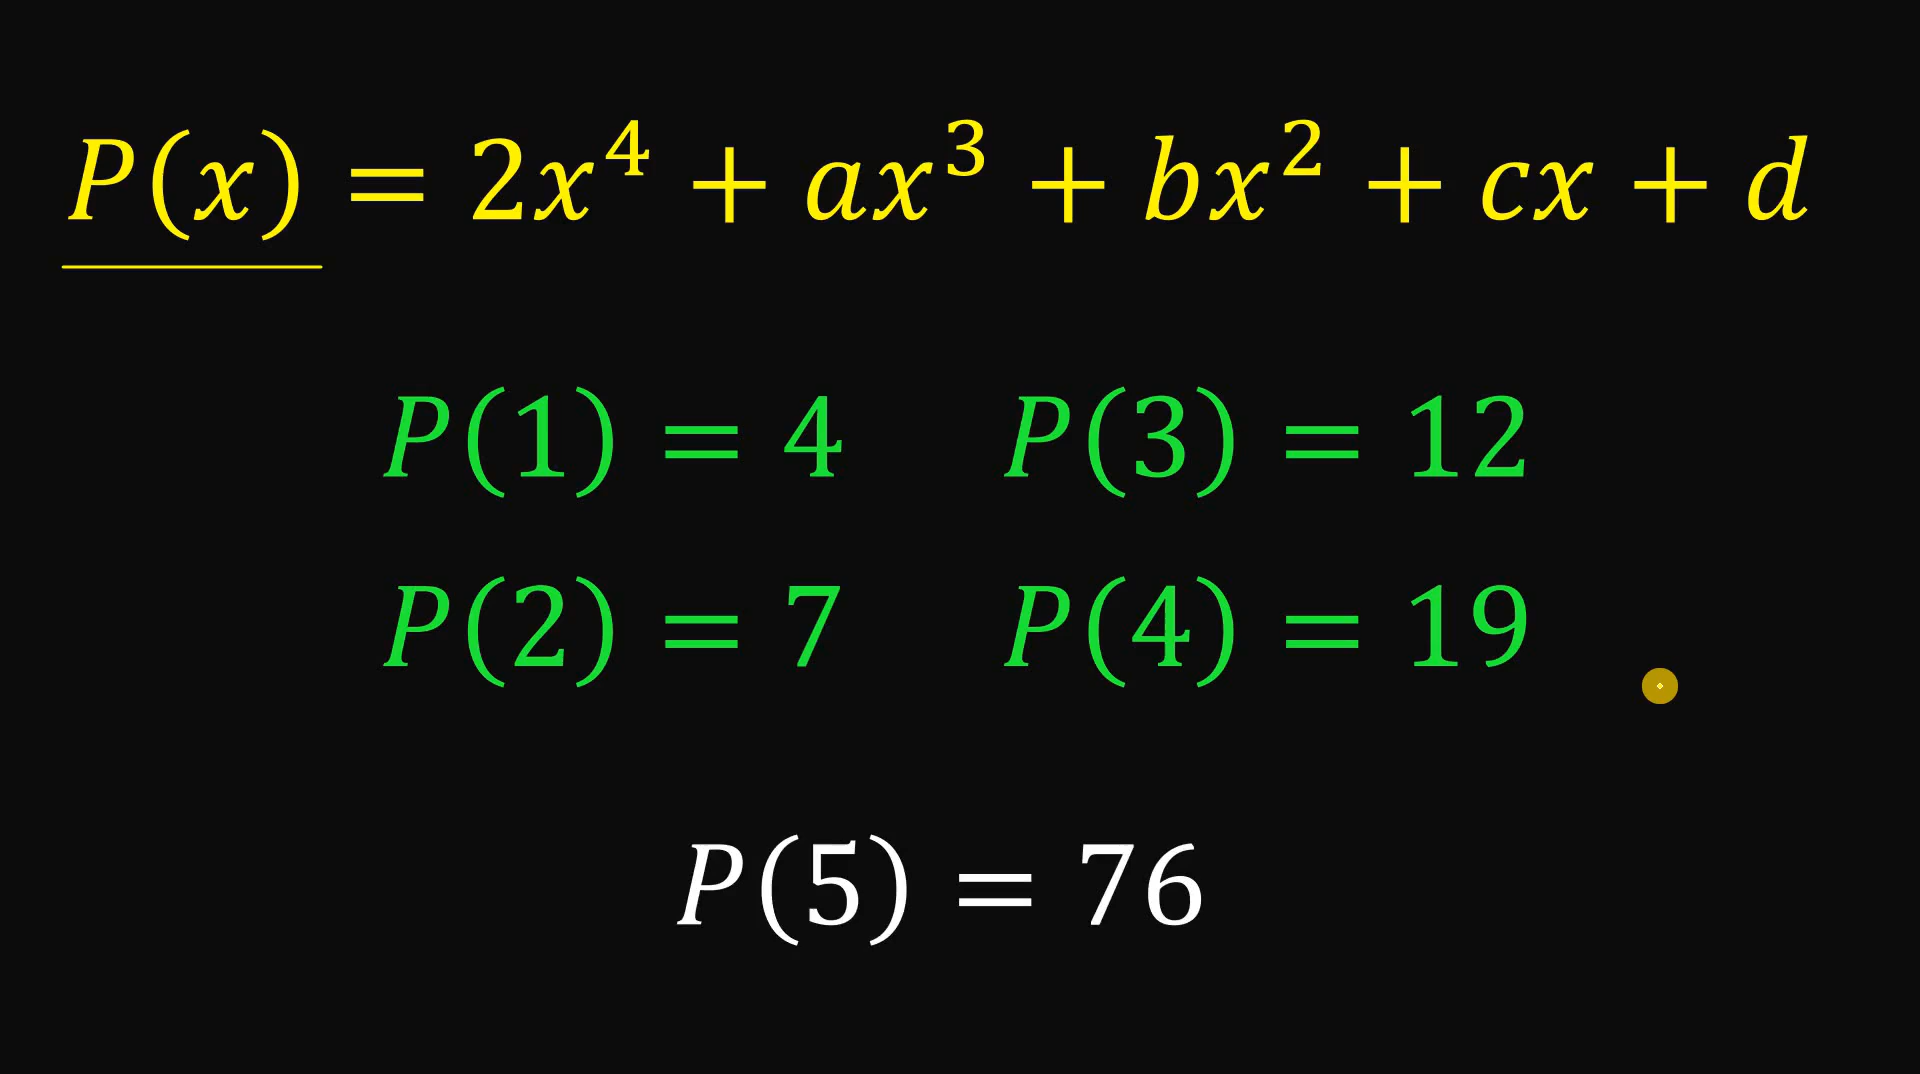 P(x) = 2x⁴ + ax³ + bx² + cx + d
P(1) = 4 P(3) = 12
P(2) = 7 P(4) = 19
P(5) = 76